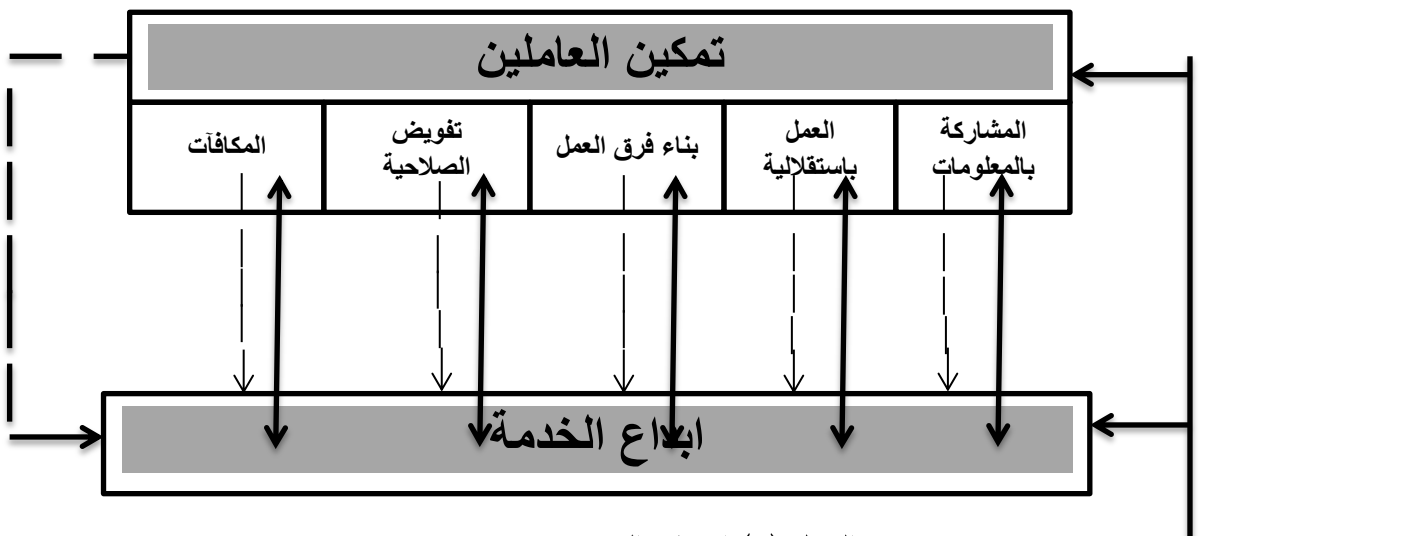 تمكين العاملين
المشاركة
بالمعلومات
العمل
باستقلالية
بناء فرق العمل
تفويض
الصلاحية
المكافآت
ابداع الخدمة